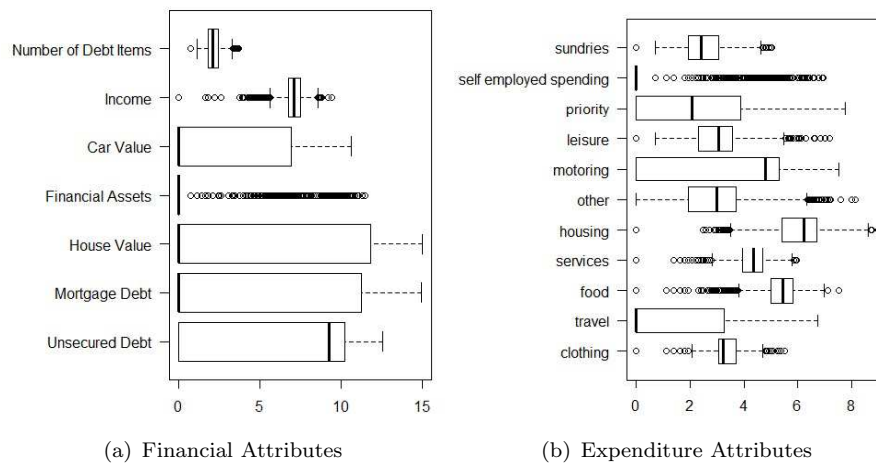 Number of Debt Items
Income
Car Value
Financial Assets
House Value
Mortgage Debt
Unsecured Debt
0 5 10 15
(a) Financial Attributes
sundries
self employed spending
priority
leisure
motoring
other
housing
services
food
travel
clothing
0 2 4 6 8
(b) Expenditure Attributes